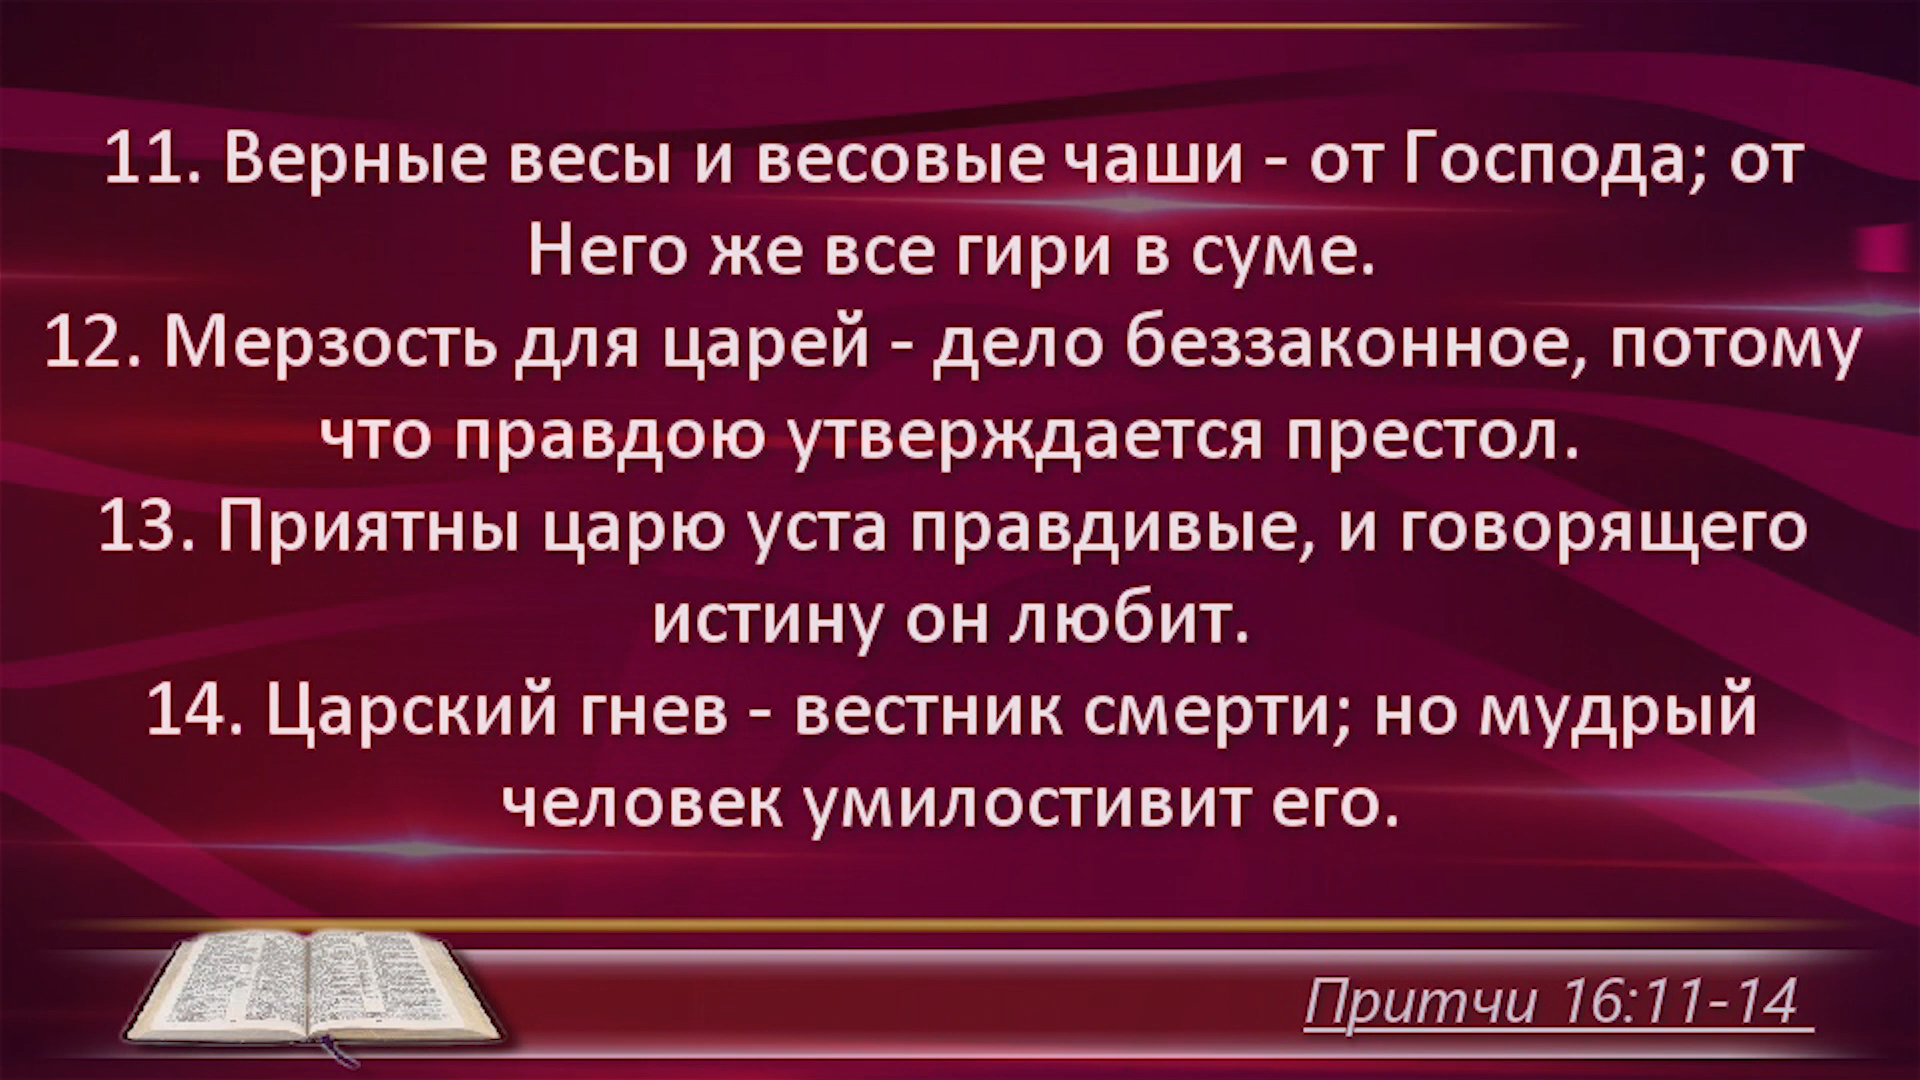 11. Верные весы и весовые чаши - от Господа; от
Него же все гири в суме.
12. Мерзость для царей - дело беззаконное, потому
что правдою утверждается престол.
13. Приятны царю уста правдивые, и говорящего
истину он любит.
14. Царский гнев - вестник смерти; но мудрый
человек умилостивит его.
Притчи 16:11-14